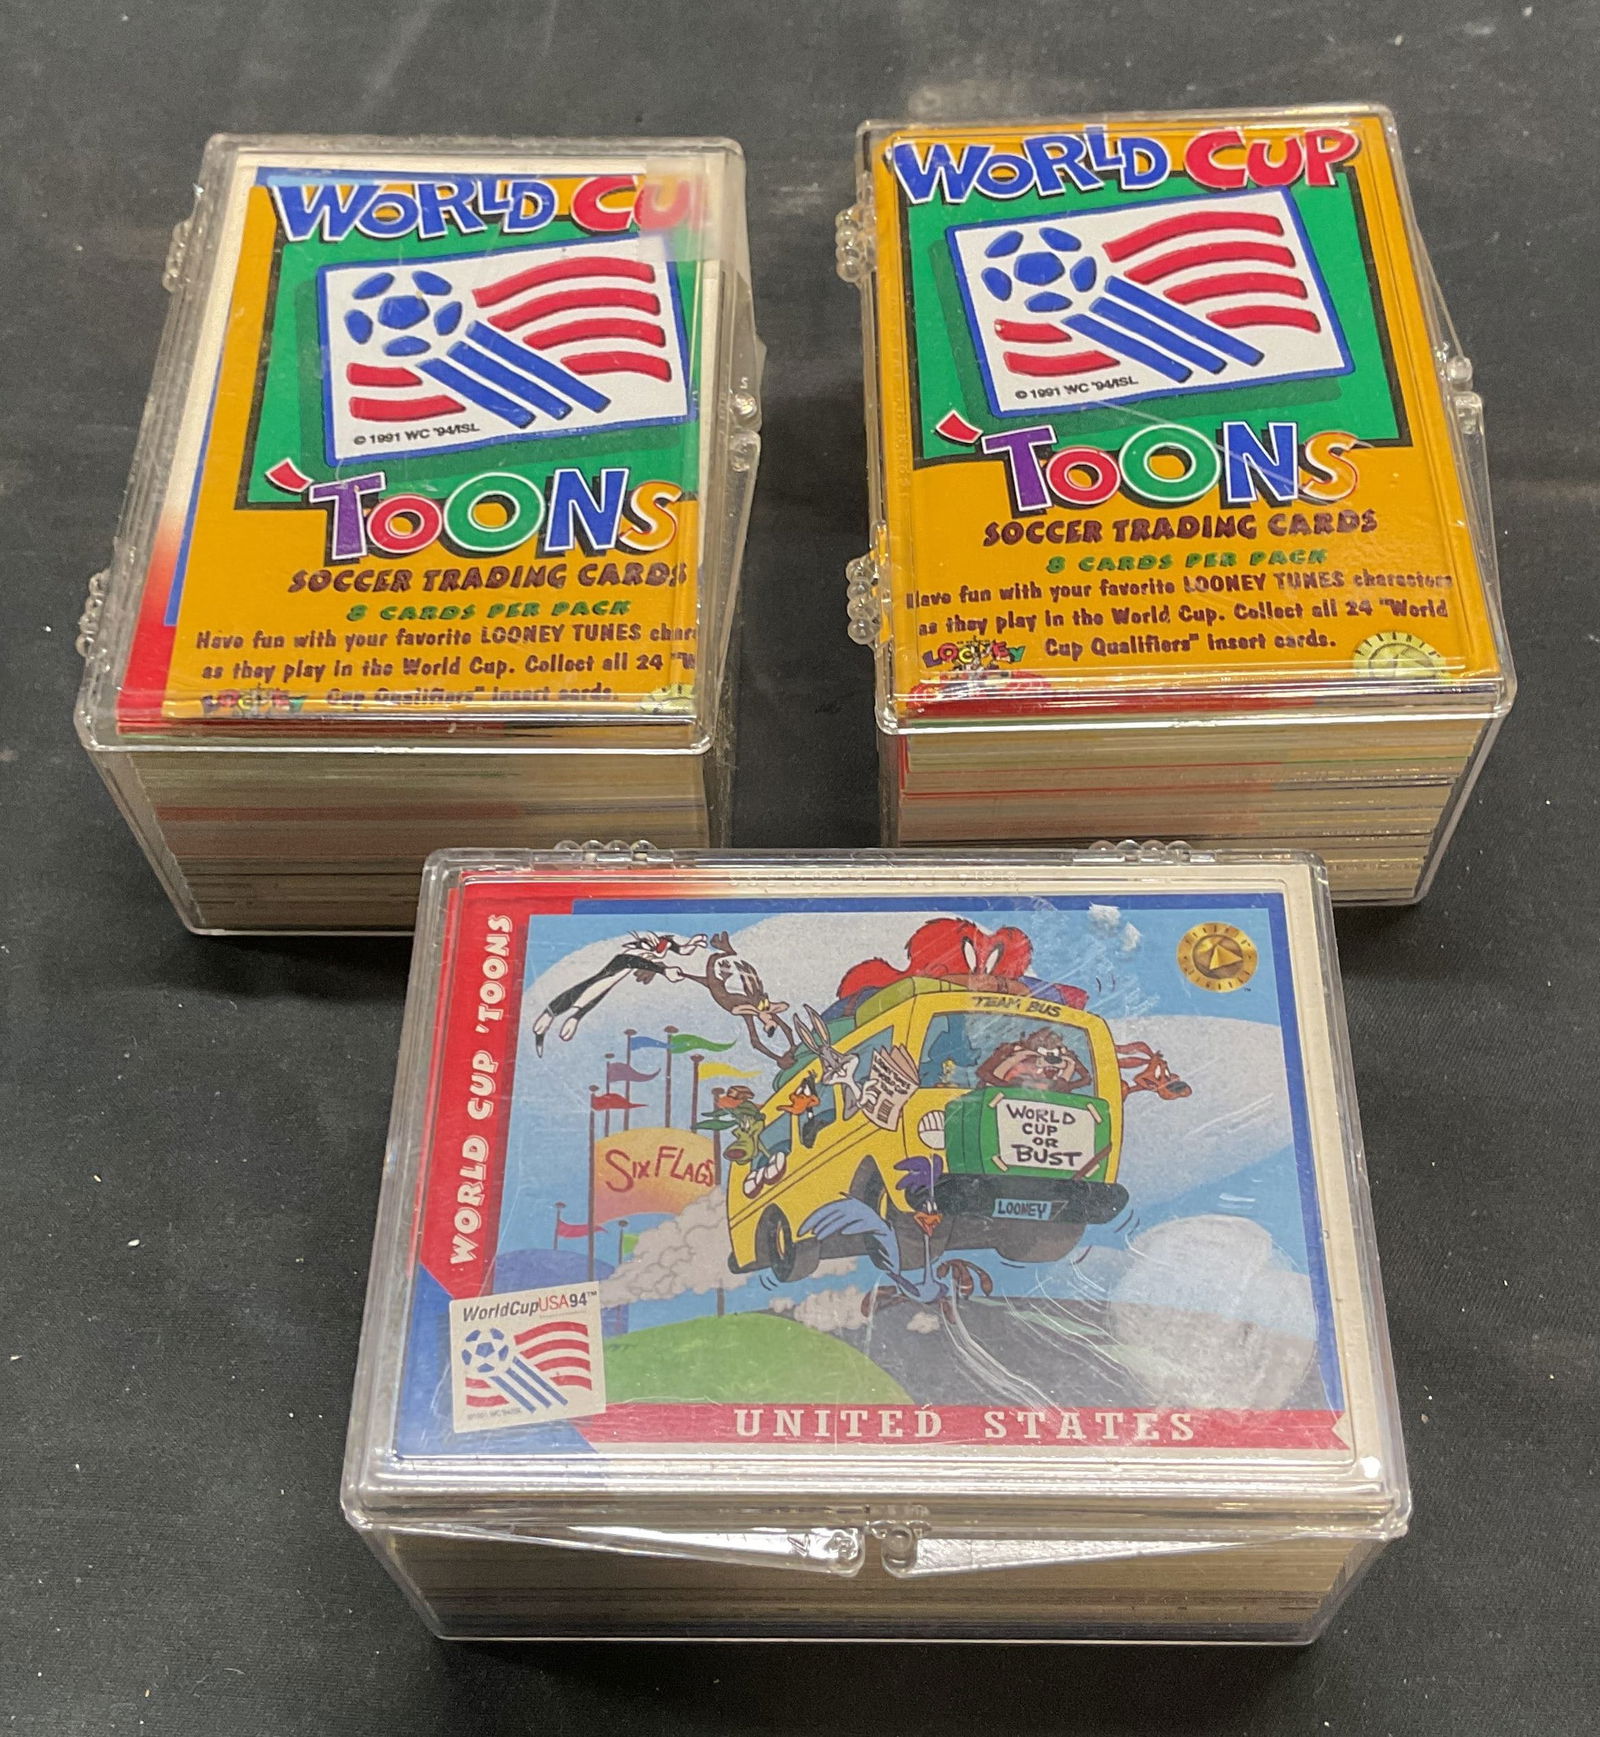 WORLD CU
© 1991 WC '94/ISL
'TOONS
SOCCER TRADING CARDS
8 CARDS PER PACK
Have fun with your favorite LOONEY TUNES char
as they play in the World Cup. Collect all 24 "W
Cup Qualifiers" insert cards.
LOONEY
WORLD CUP
© 1991 WC '94/ISL
'TOONS
SOCCER TRADING CARDS
8 CARDS PER PACK
Have fun with your favorite LOONEY TUNES characters
as they play in the World Cup. Collect all 24 "World
Cup Qualifiers" insert cards.
LOONEY
WORLD CUP 'TOONS
TEAM BUS
WORLD
CUP
OR
BUST
SIX FLAGS
LOONEY
WorldCupUSA94™
UNITED STATES